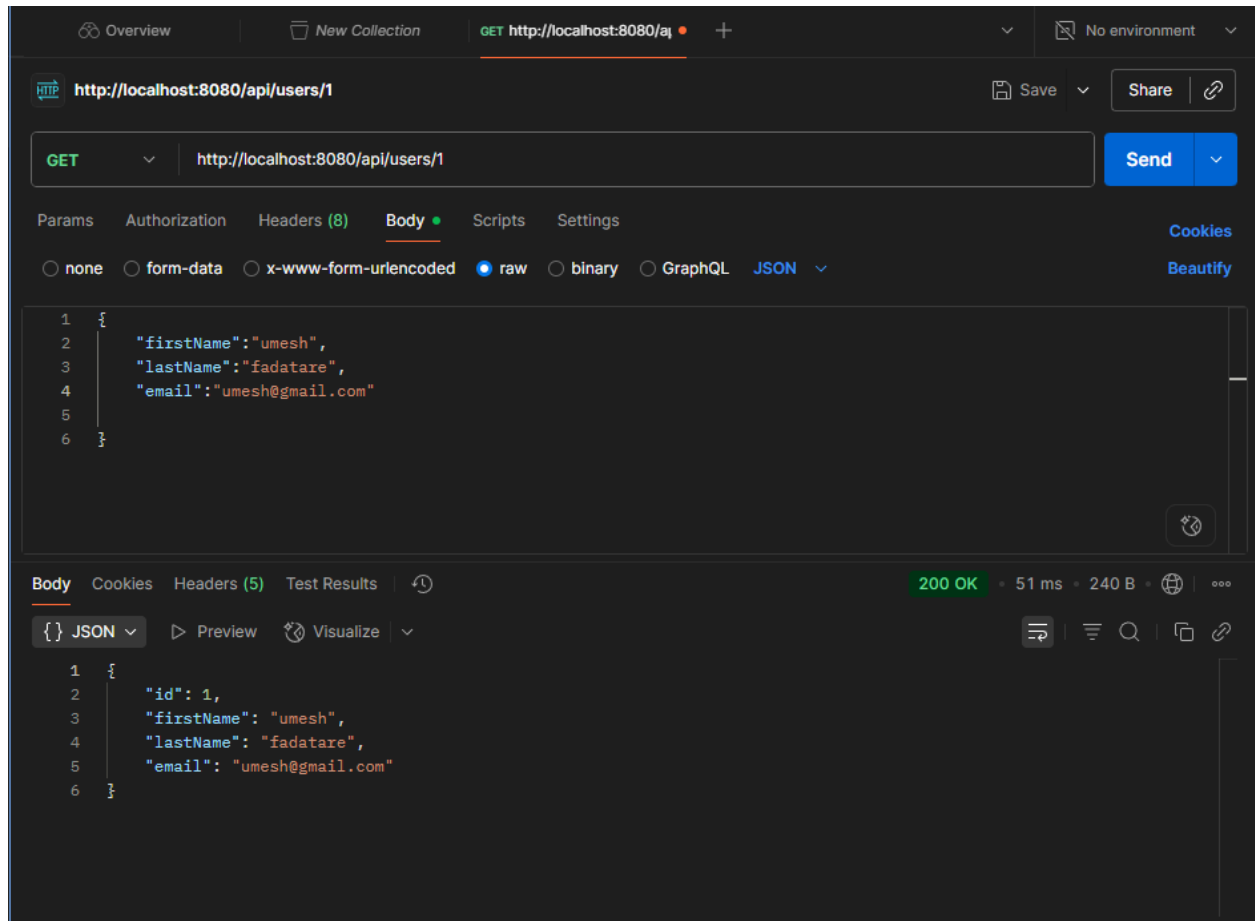 Overview New Collection GET http://localhost:8080/a No environment
HTTP http://localhost:8080/api/users/1 Save Share
GET http://localhost:8080/api/users/1 Send
Params Authorization Headers (8) Body Scripts Settings Cookies
none form-data x-www-form-urlencoded raw binary GraphQL JSON Beautify
1 {
2 "firstName":"umesh",
3 "lastName":"fadatare",
4 "email":"umesh@gmail.com"
5
6 }
Body Cookies Headers (5) Test Results 200 OK • 51 ms • 240 B
{} JSON Preview Visualize
1 {
2 "id": 1,
3 "firstName": "umesh",
4 "lastName": "fadatare",
5 "email": "umesh@gmail.com"
6 }